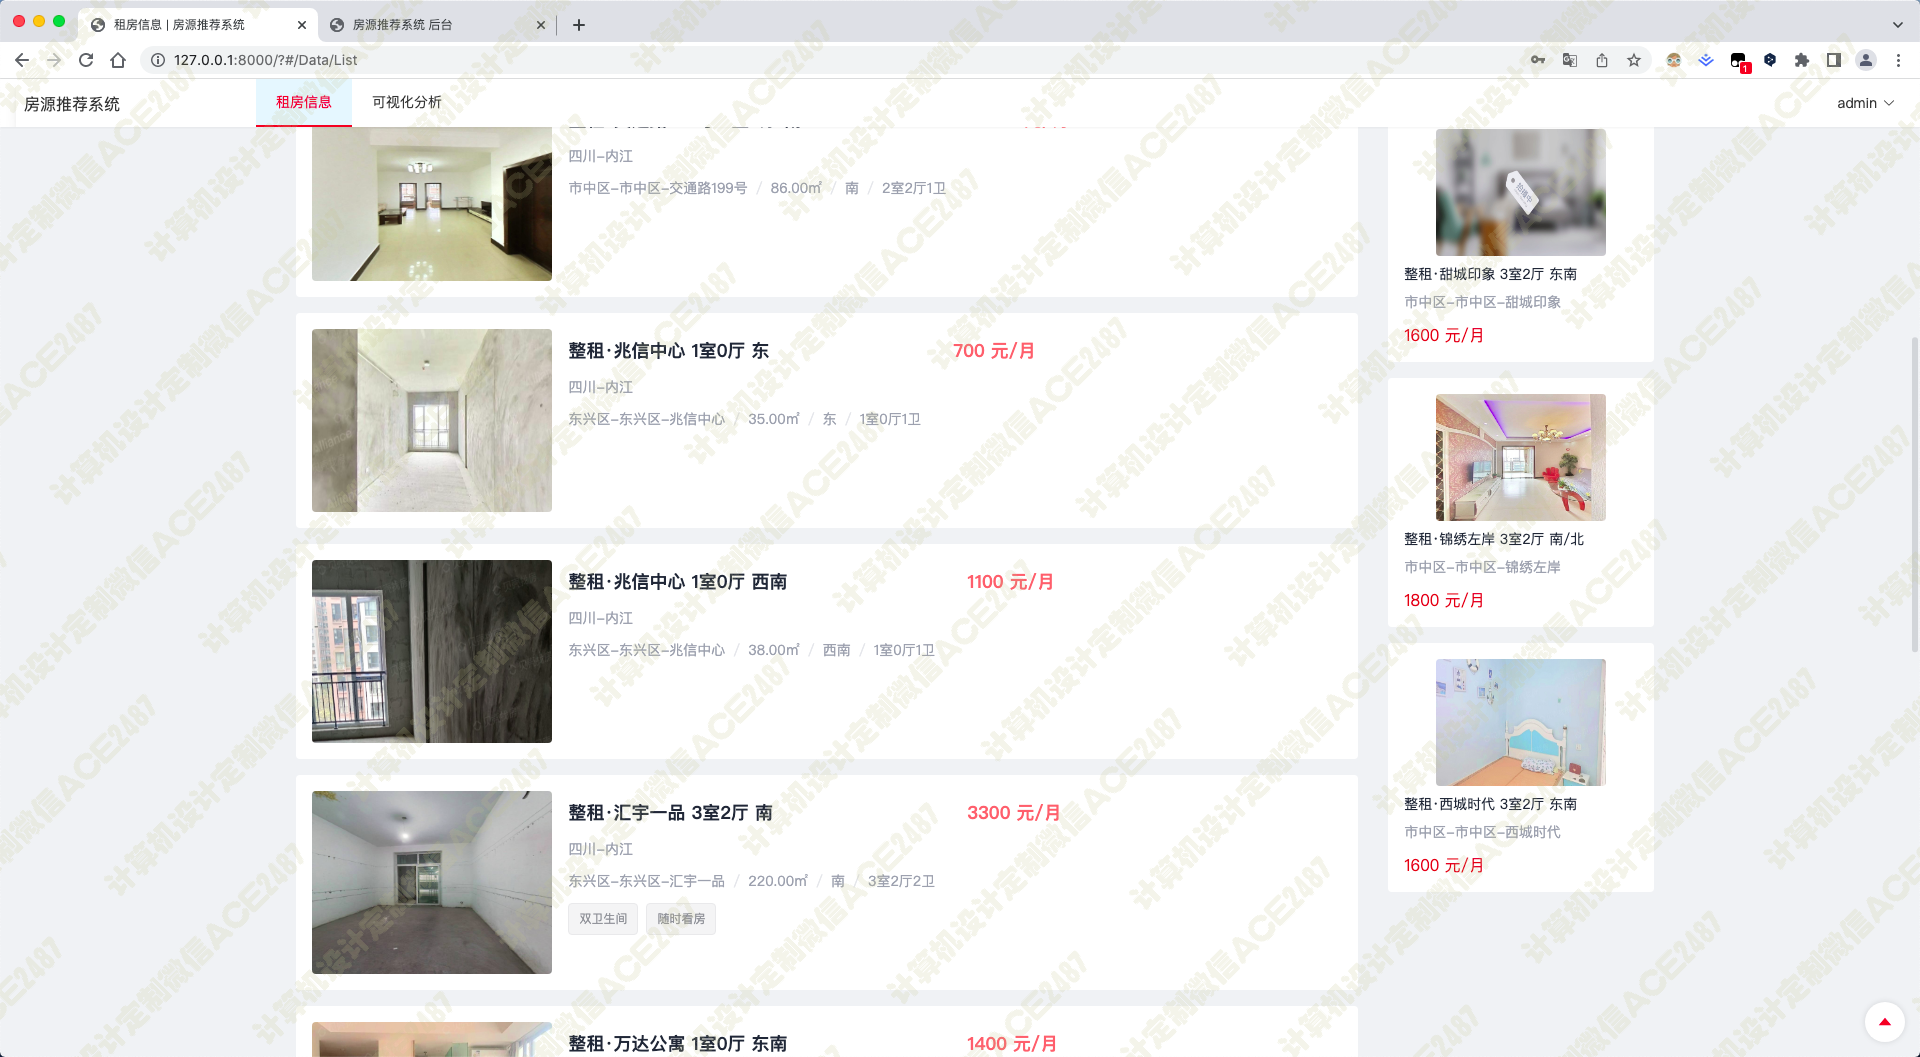 租房信息 | 房源推荐系统
房源推荐系统 后台
127.0.0.1:8000/?#/Data/List
1
房源推荐系统
租房信息
可视化分析
admin
四川-内江
市中区-市中区-交通路199号 / 86.00㎡ / 南 / 2室2厅1卫
整租·兆信中心 1室0厅 东
700 元/月
四川-内江
东兴区-东兴区-兆信中心 / 35.00㎡ / 东 / 1室0厅1卫
整租·兆信中心 1室0厅 西南
1100 元/月
四川-内江
东兴区-东兴区-兆信中心 / 38.00㎡ / 西南 / 1室0厅1卫
整租·汇宇一品 3室2厅 南
3300 元/月
四川-内江
东兴区-东兴区-汇宇一品 / 220.00㎡ / 南 / 3室2厅2卫
双卫生间
随时看房
整租·万达公寓 1室0厅 东南
1400 元/月
整租·甜城印象 3室2厅 东南
市中区-市中区-甜城印象
1600 元/月
整租·锦绣左岸 3室2厅 南/北
市中区-市中区-锦绣左岸
1800 元/月
整租·西城时代 3室2厅 东南
市中区-市中区-西城时代
1600 元/月
计算机设计定制微信ACE2487